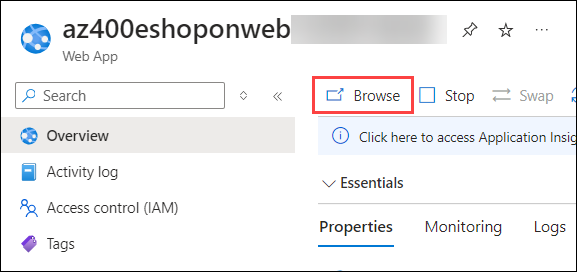 az400eshoponweb
Web App
Search
Browse
Stop
Swap
Overview
Click here to access Application Insig
Activity log
Essentials
Access control (IAM)
Properties
Monitoring
Logs
Tags